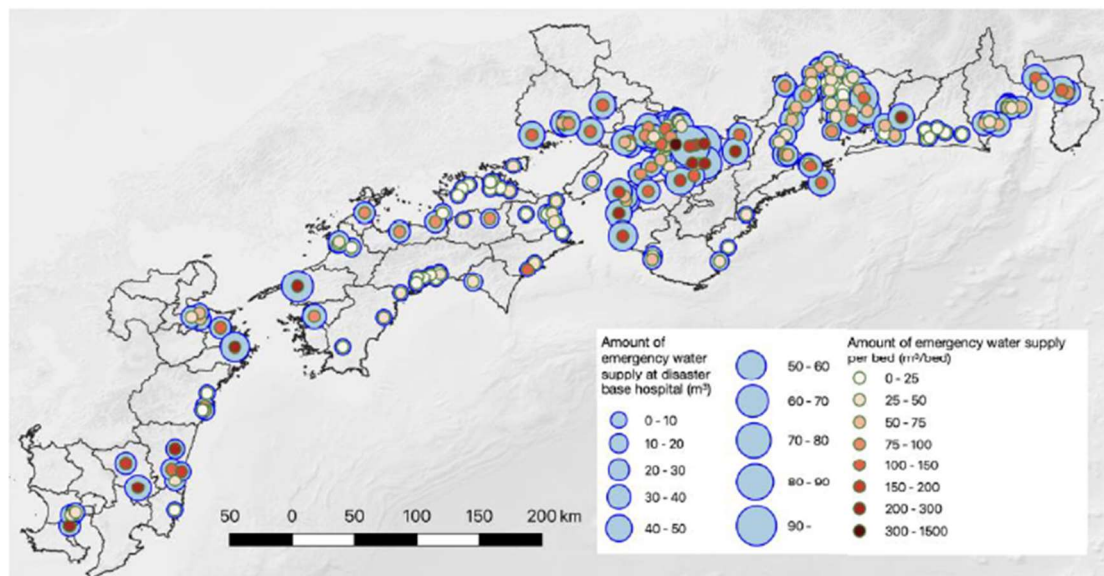 Amount of
emergency water
supply at disaster
base hospital (m³)
0 - 10
10 - 20
20 - 30
30 - 40
40 - 50
50 - 60
60 - 70
70 - 80
80 - 90
90 -
Amount of emergency water supply
per bed (m³/bed)
0 - 25
25 - 50
50 - 75
75 - 100
100 - 150
150 - 200
200 - 300
300 - 1500
50 0 50 100 150 200 km